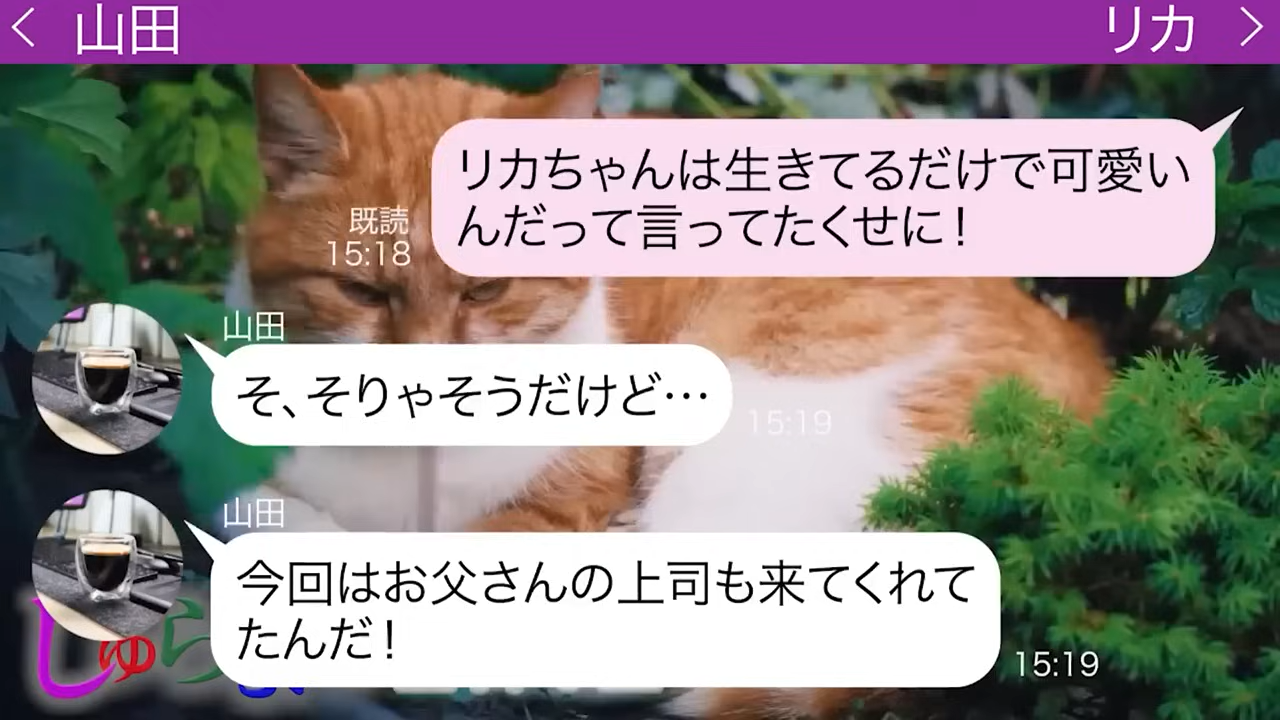 山田
リカ
リカちゃんは生きてるだけで可愛い
んだって言ってたくせに！
既読
15:18
山田
そ、そりゃそうだけど…
15:19
山田
今回はお父さんの上司も来てくれて
たんだ！
15:19
しゅら